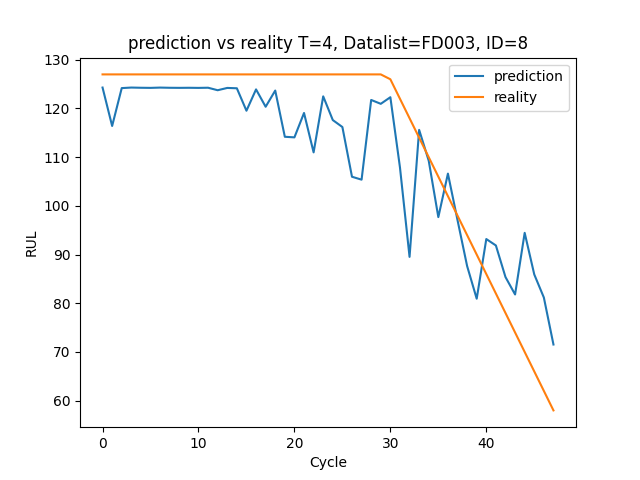 prediction vs reality T=4, Datalist=FD003, ID=8
prediction
reality
130
120
110
100
90
80
70
60
RUL
0 10 20 30 40
Cycle